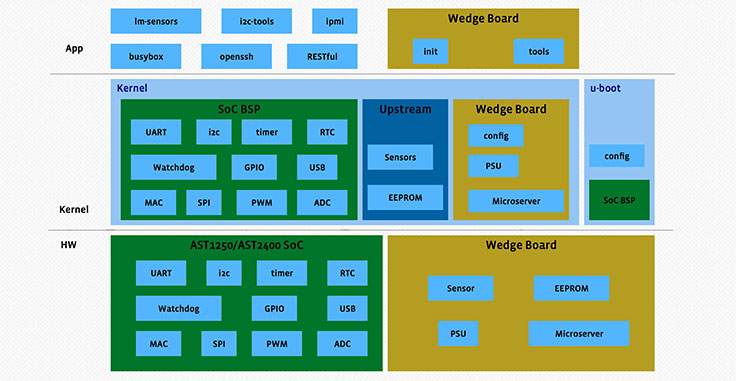 lm-sensors i2c-tools ipmi Wedge Board
App
busybox openssh RESTful init tools
Kernel u-boot
SoC BSP Upstream Wedge Board
UART i2c timer RTC config
Sensors config
Watchdog GPIO USB PSU
MAC SPI PWM ADC EEPROM Microserver SoC BSP
Kernel
HW AST1250/AST2400 SoC Wedge Board
UART i2c timer RTC
Sensor EEPROM
Watchdog GPIO USB
PSU Microserver
MAC SPI PWM ADC